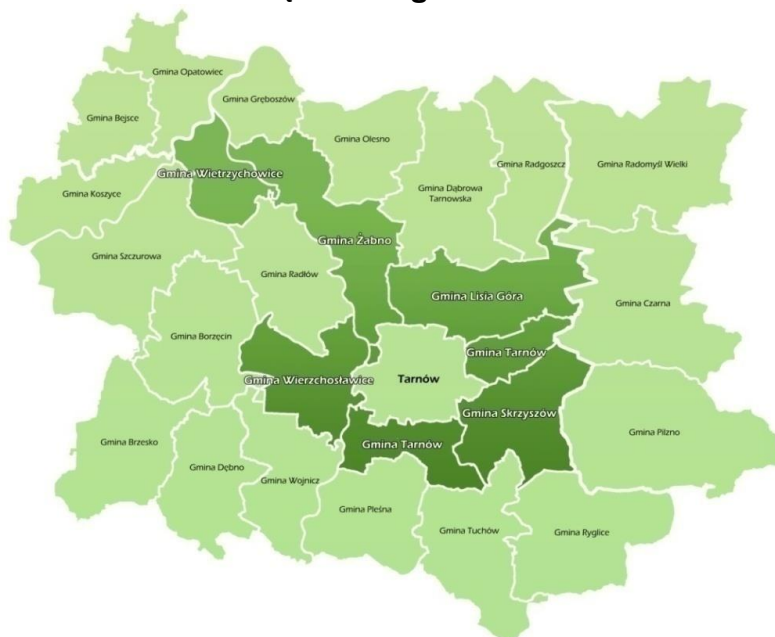 Gmina Opatowiec
Gmina Gręboszów
Gmina Bejsce
Gmina Olesno
Gmina Radgoszcz
Gmina Radomyśl Wielki
Gmina Wietrzychowice
Gmina Koszyce
Gmina Dąbrowa
Tarnowska
Gmina Żabno
Gmina Szczurowa
Gmina Radłów
Gmina Lisia Góra
Gmina Czarna
Gmina Borzęcin
Gmina Tarnów
Gmina Wierzchosławice
Tarnów
Gmina Skrzyszów
Gmina Pilzno
Gmina Brzesko
Gmina Tarnów
Gmina Dębno
Gmina Wojnicz
Gmina Pleśna
Gmina Tuchów
Gmina Ryglice